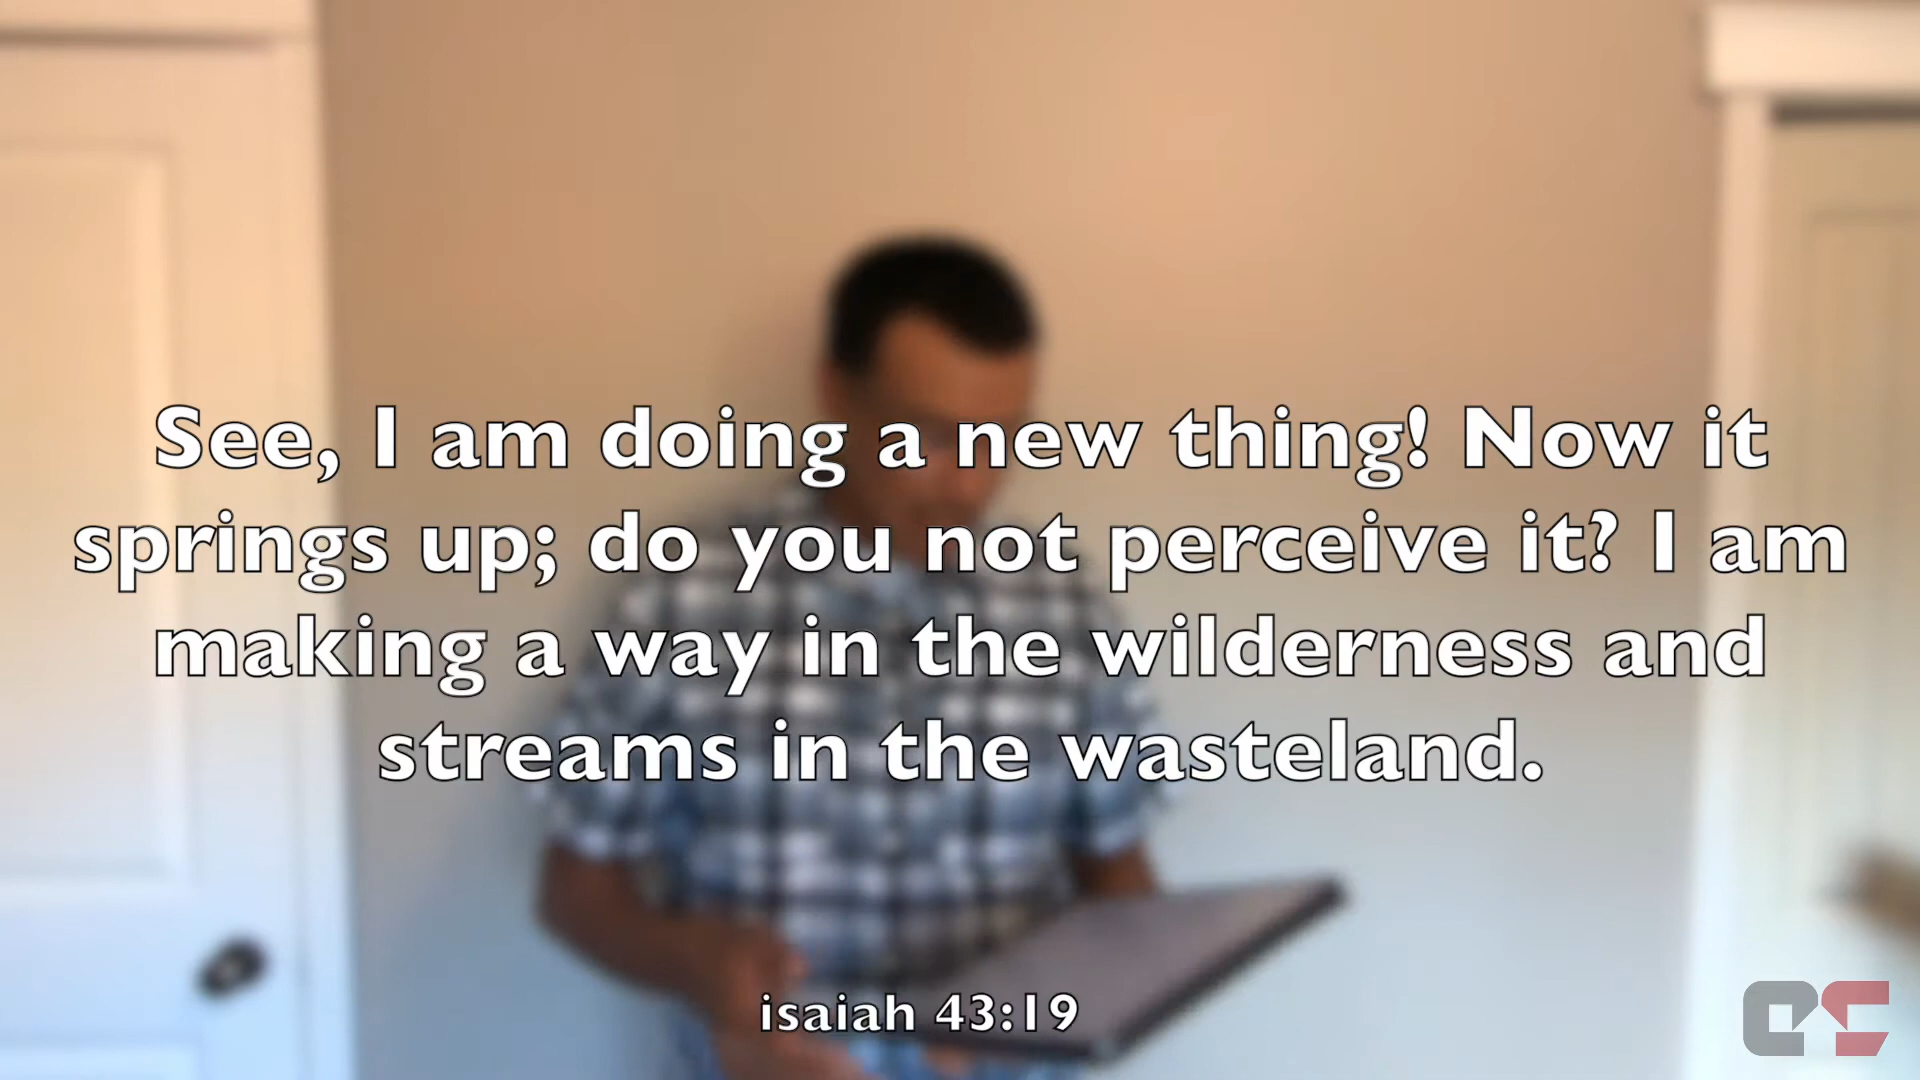 See, I am doing a new thing! Now it
springs up; do you not perceive it? I am
making a way in the wilderness and
streams in the wasteland.
isaiah 43:19
es